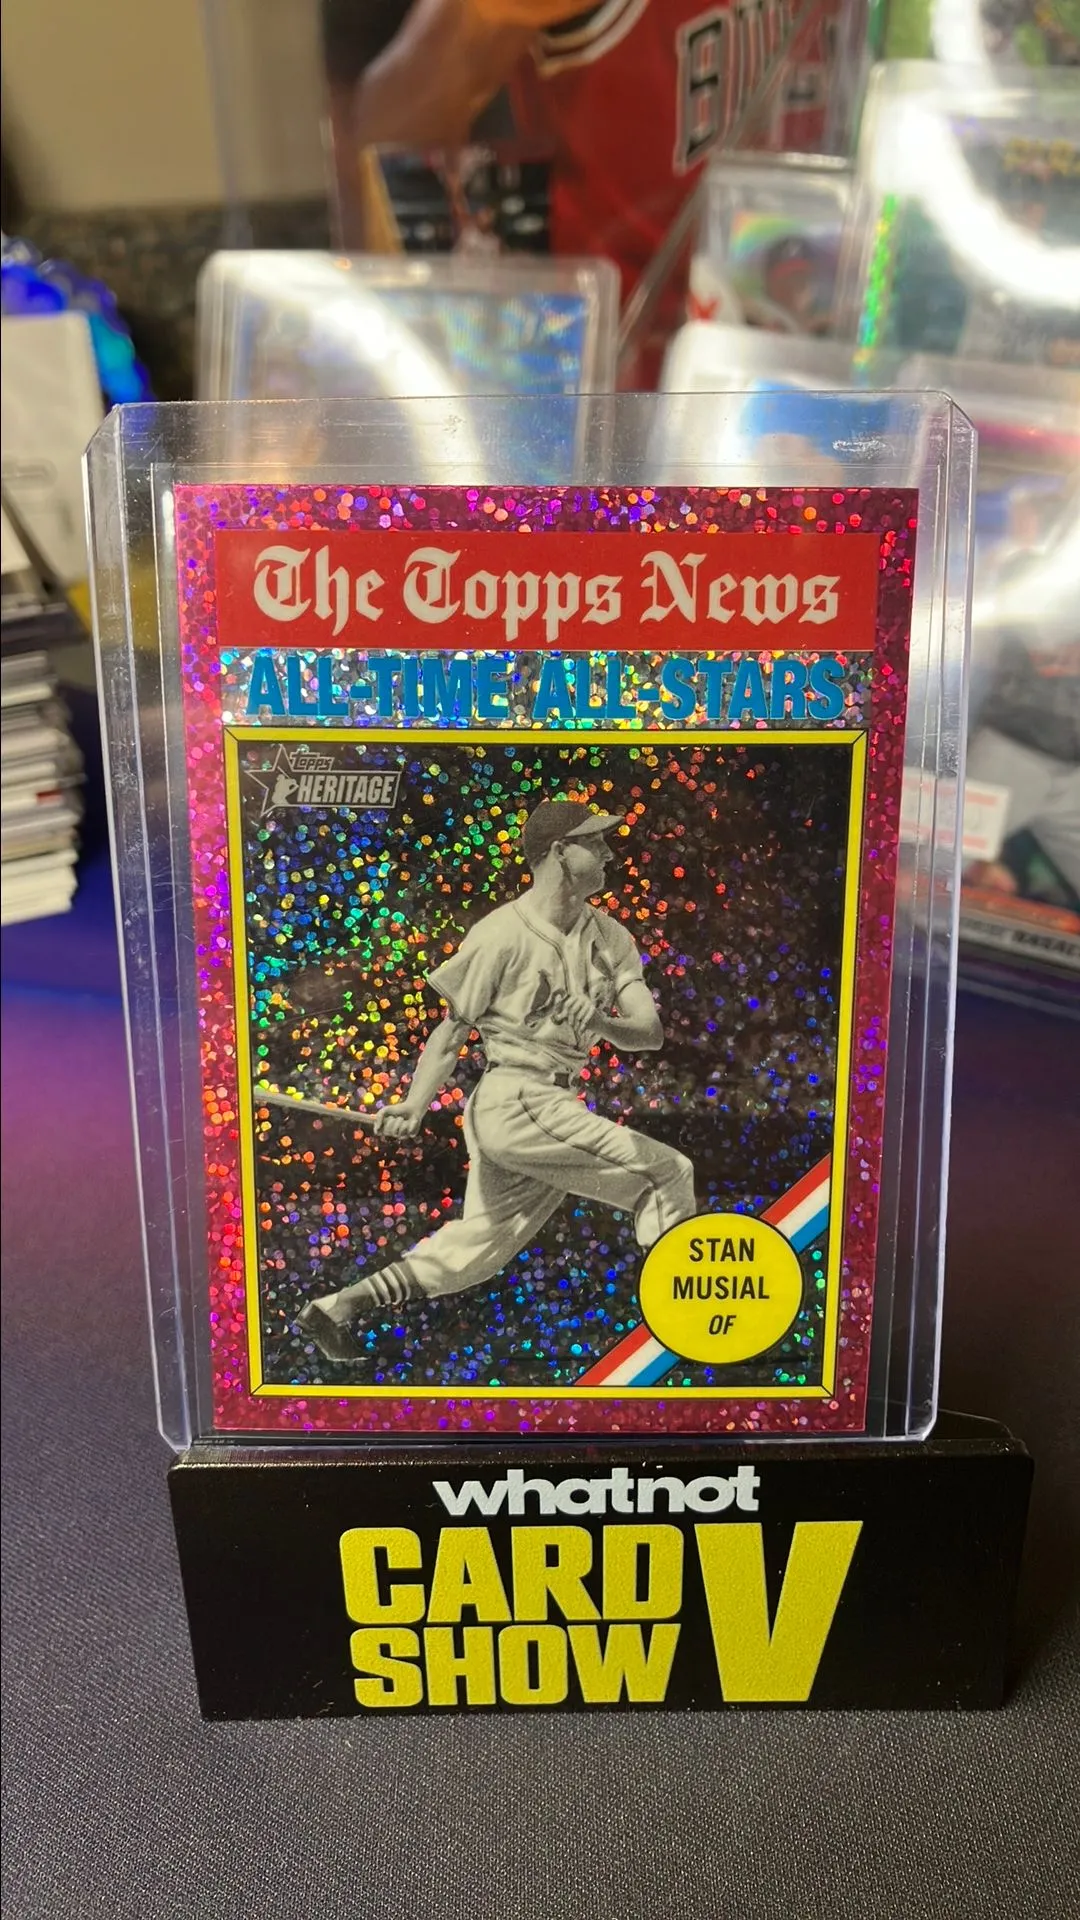 The Topps News
ALL-TIME ALL-STARS
Topps
HERITAGE
STAN
MUSIAL
OF
whatnot
CARD
SHOW
V